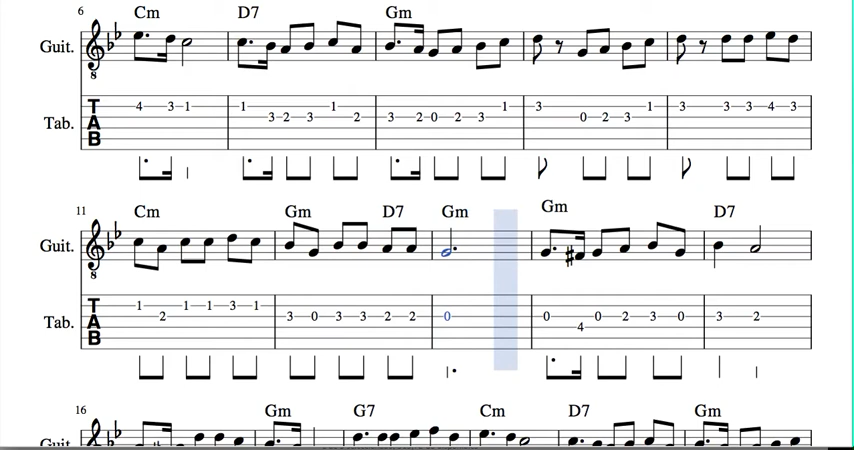 6 Cm D7 Gm
Guit.
8
Tab. TAB 4 3 1 1 3 2 3 1 2 3 2 0 2 3 1 3 0 2 3 1 3 3 3 4 3
11 Cm Gm D7 Gm Gm D7
Guit.
8
Tab. TAB 1 2 1 1 3 1 3 0 3 3 2 2 0 0 4 0 2 3 0 3 2
16 Gm G7 Cm D7 Gm
Guit.